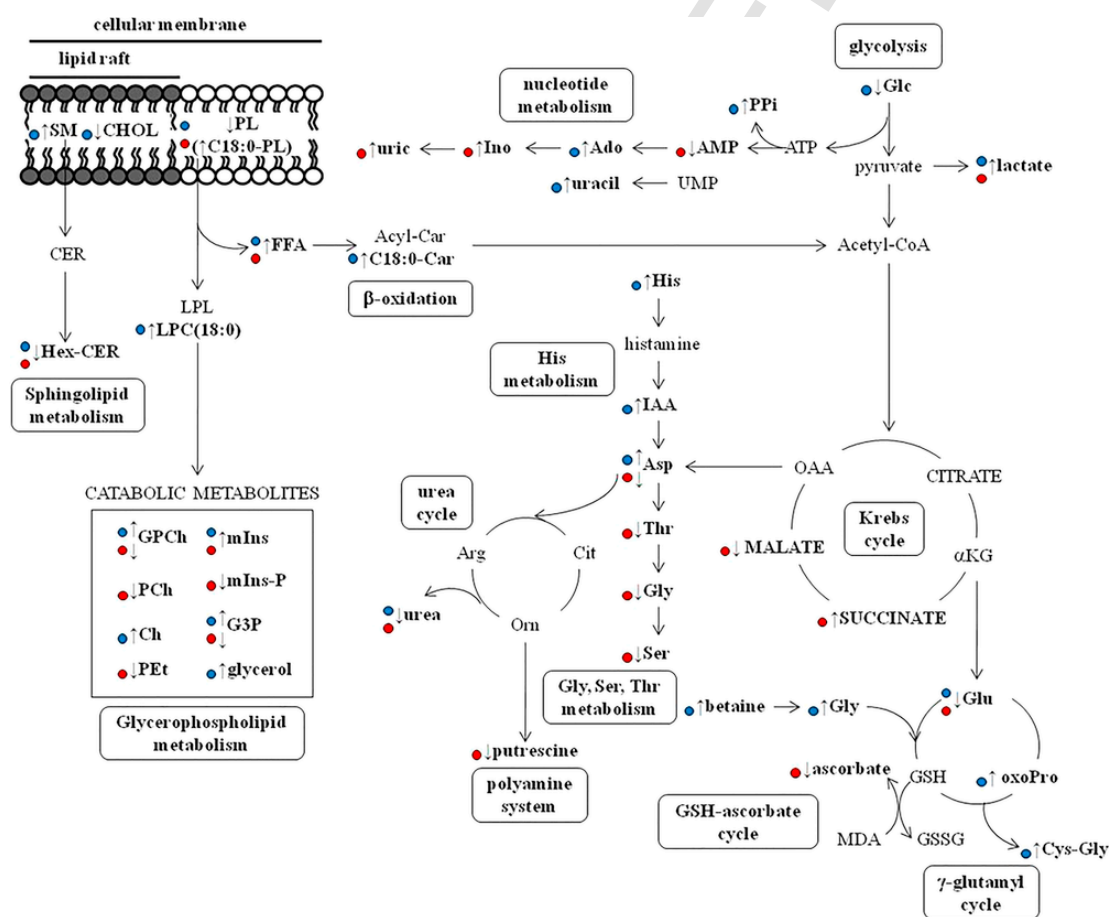 cellular membrane
lipid raft
↑SM ↓CHOL
↓PL
(↑C18:0-PL)
CER
↓Hex-CER
Sphingolipid
metabolism
LPL
↑LPC(18:0)
CATABOLIC METABOLITES
↑
GPCh
↓
↑mIns
↓PCh
↓mIns-P
↑Ch
↑
G3P
↓
↓PEt
↑glycerol
Glycerophospholipid
metabolism
↑FFA
Acyl-Car
↑C18:0-Car
β-oxidation
nucleotide
metabolism
↑PPi
↑uric
↑Ino
↑Ado
↓AMP
ATP
↑uracil
UMP
glycolysis
↓Glc
pyruvate
↑lactate
Acetyl-CoA
↑His
histamine
His
metabolism
↑IAA
↑
Asp
↓
↓Thr
↓Gly
↓Ser
Gly, Ser, Thr
metabolism
urea
cycle
Arg
Cit
Orn
↓urea
↓putrescine
polyamine
system
OAA
CITRATE
Krebs
cycle
↓MALATE
αKG
↑SUCCINATE
↑betaine
↑Gly
↓Glu
↓ascorbate
GSH
↑oxoPro
GSH-ascorbate
cycle
MDA
GSSG
↑Cys-Gly
γ-glutamyl
cycle